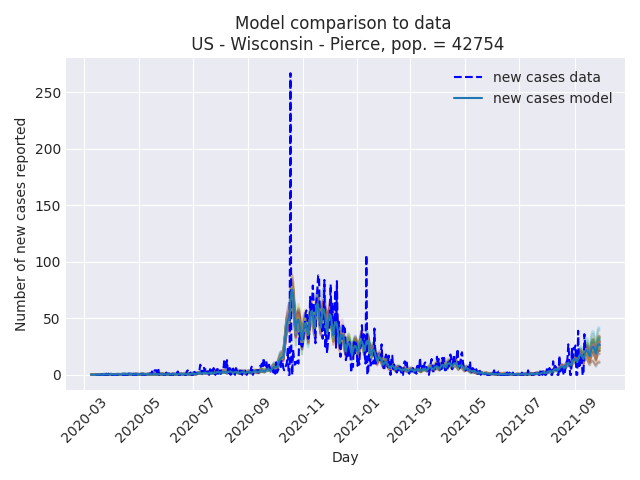 Model comparison to data
US - Wisconsin - Pierce, pop. = 42754
new cases data
new cases model
Number of new cases reported
250
200
150
100
50
0
2020-03
2020-05
2020-07
2020-09
2020-11
2021-01
2021-03
2021-05
2021-07
2021-09
Day